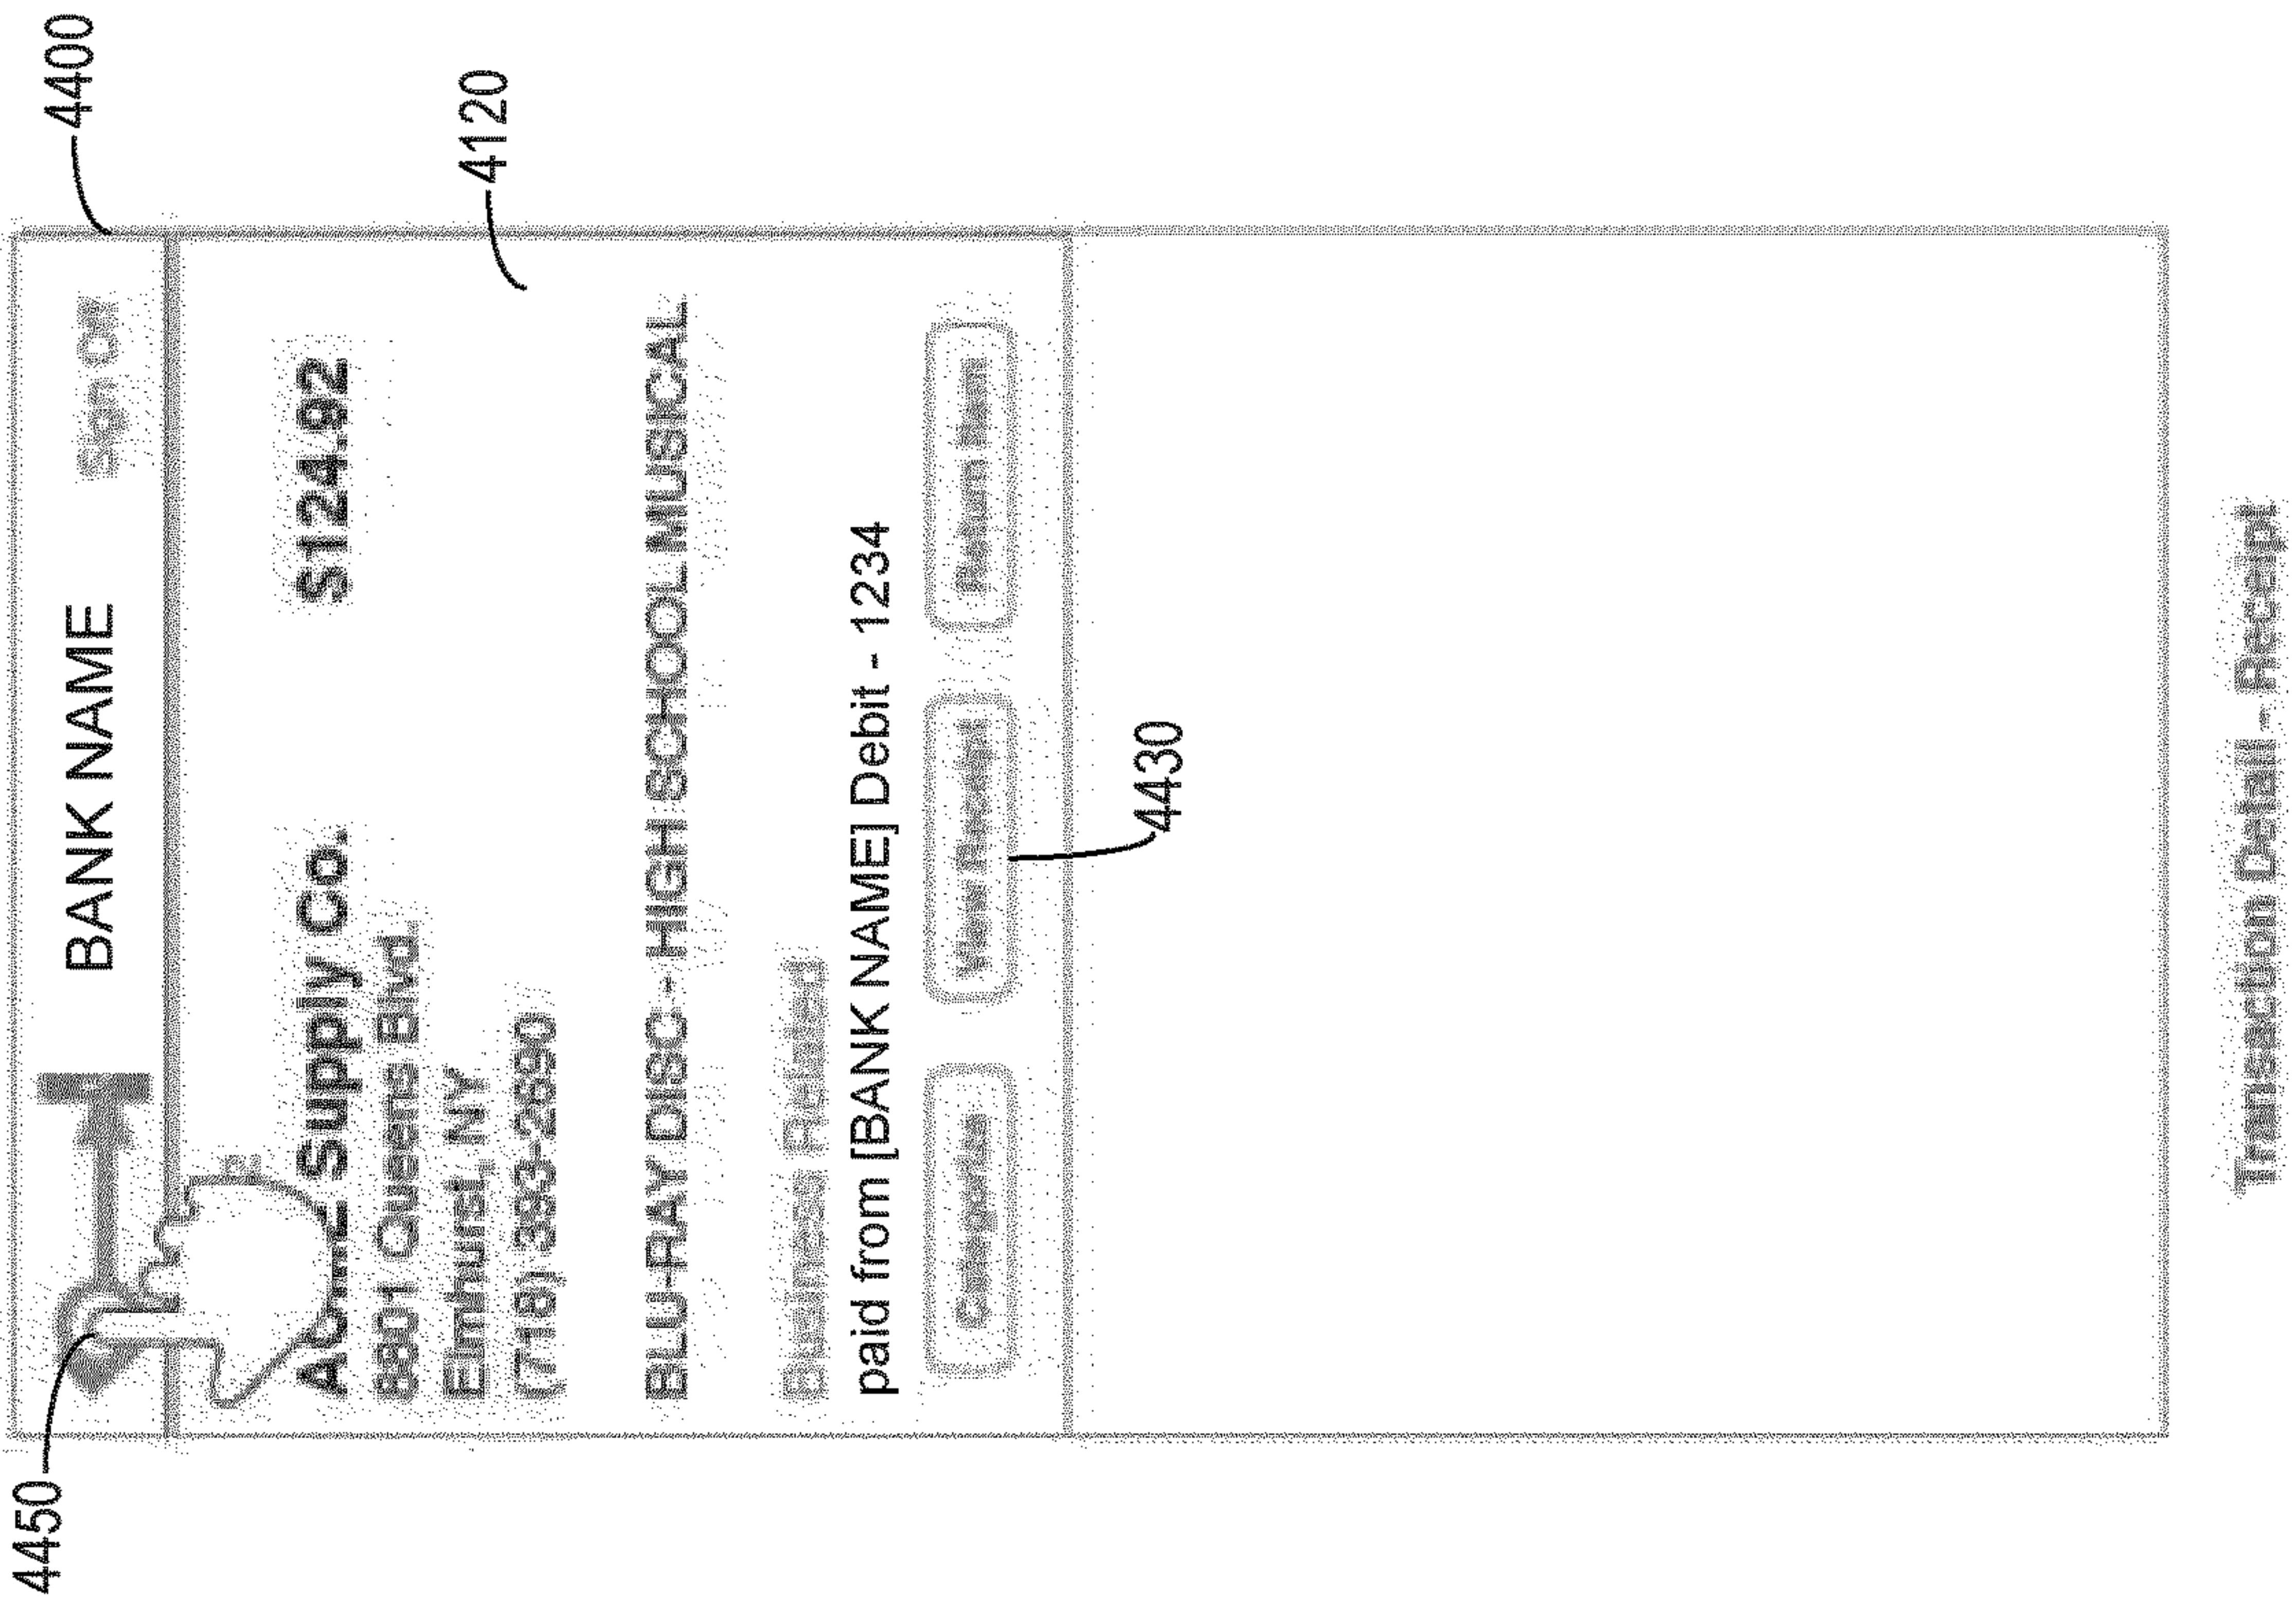 4400
4450
BANK NAME
Sign Off
4120
ACME Supply Co.
$124.92
8801 Queens Blvd.
Elmhurst, NY
(718) 393-2690
BLU-RAY DISC - HIGH SCHOOL MUSICAL
Business Related
paid from [BANK NAME] Debit - 1234
Categorize
View Receipt
Return Item
4430
Transaction Detail - Receipt